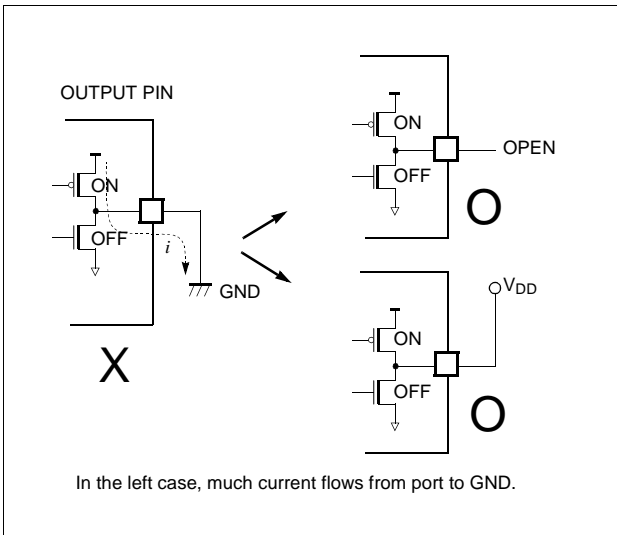 OUTPUT PIN
ON
OFF
i
GND
X
ON
OFF
OPEN
O
VDD
ON
OFF
O
In the left case, much current flows from port to GND.